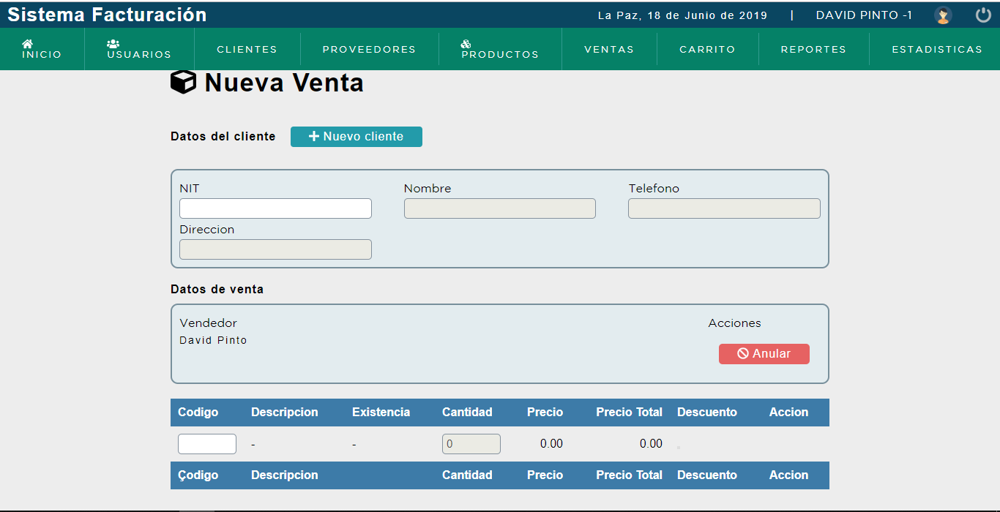 Sistema Facturación La Paz, 18 de Junio de 2019 | DAVID PINTO -1
INICIO USUARIOS CLIENTES PROVEEDORES PRODUCTOS VENTAS CARRITO REPORTES ESTADISTICAS
Nueva Venta
Datos del cliente + Nuevo cliente
NIT Nombre Telefono
Direccion
Datos de venta
Vendedor Acciones
David Pinto
Anular
Codigo Descripcion Existencia Cantidad Precio Precio Total Descuento Accion
- - 0 0.00 0.00 .
Çodigo Descripcion Cantidad Precio Precio Total Descuento Accion